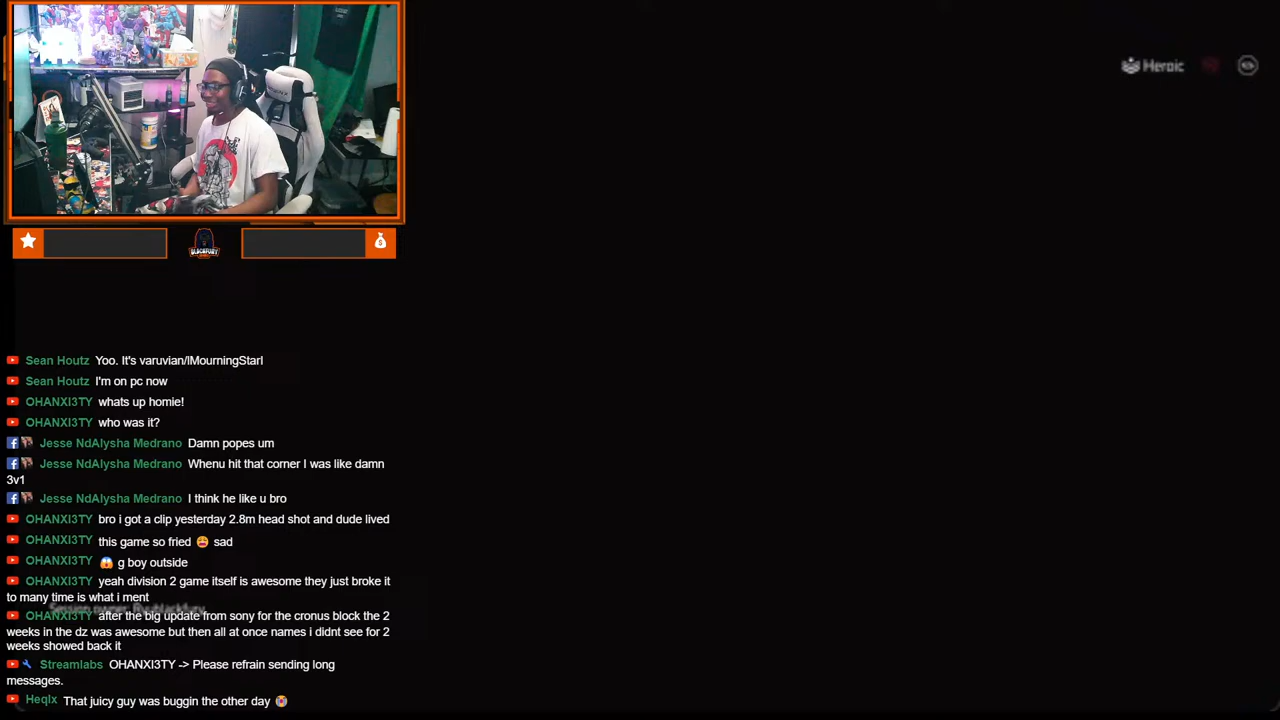 Heroic
Sean Houtz Yoo. It's varuvian/lMourningStarl
Sean Houtz I'm on pc now
OHANXI3TY whats up homie!
OHANXI3TY who was it?
Jesse NdAlysha Medrano Damn popes um
Jesse NdAlysha Medrano Whenu hit that corner I was like damn
3v1
Jesse NdAlysha Medrano I think he like u bro
OHANXI3TY bro i got a clip yesterday 2.8m head shot and dude lived
OHANXI3TY this game so fried 😩 sad
OHANXI3TY 😱 g boy outside
OHANXI3TY yeah division 2 game itself is awesome they just broke it
to many time is what i ment
Session owner:
OHANXI3TY after the big update from sony for the cronus block the 2
weeks in the dz was awesome but then all at once names i didnt see for 2
weeks showed back it
Streamlabs OHANXI3TY -> Please refrain sending long
messages.
Heqlx That juicy guy was buggin the other day